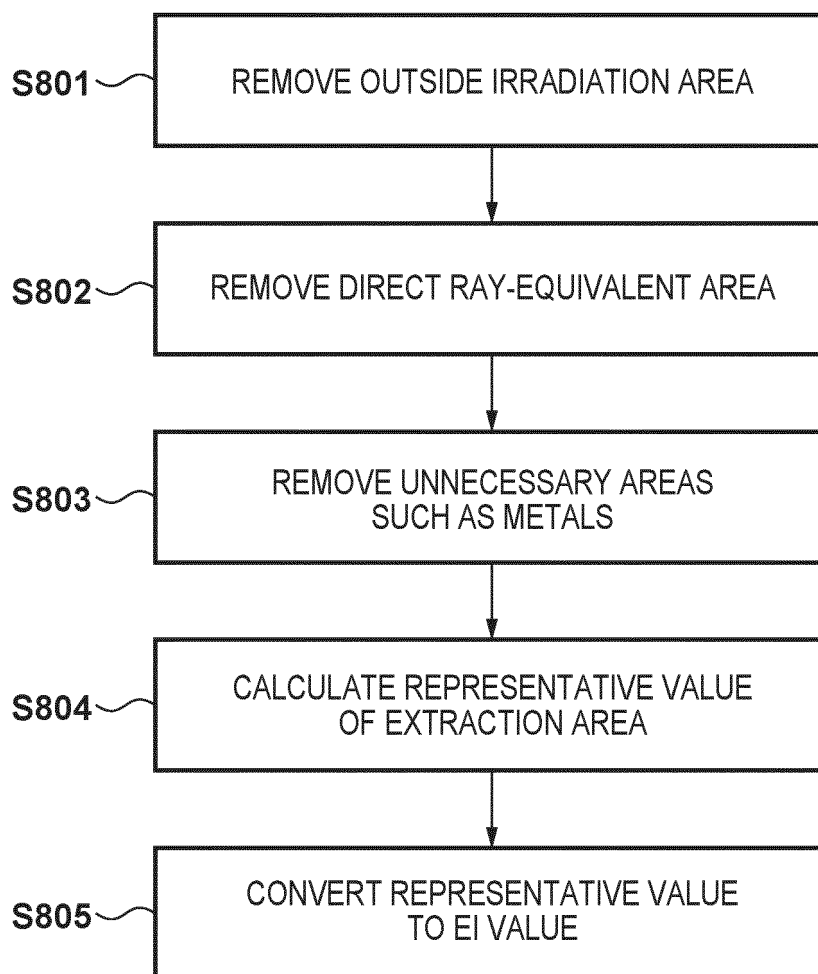 S801
REMOVE OUTSIDE IRRADIATION AREA
S802
REMOVE DIRECT RAY-EQUIVALENT AREA
S803
REMOVE UNNECESSARY AREAS
SUCH AS METALS
S804
CALCULATE REPRESENTATIVE VALUE
OF EXTRACTION AREA
S805
CONVERT REPRESENTATIVE VALUE
TO EI VALUE